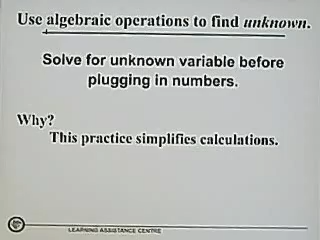 Use algebraic operations to find unknown.
Solve for unknown variable before
plugging in numbers.
Why?
This practice simplifies calculations.
LEARNING ASSISTANCE CENTRE